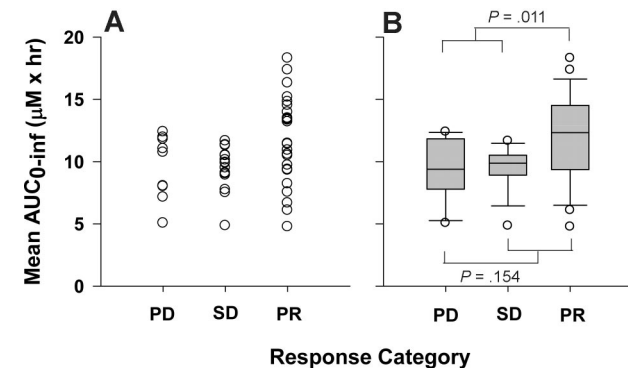 A
B
P = .011
Mean AUC0-inf (μM x hr)
20
15
10
5
0
P = .154
PD SD PR
PD SD PR
Response Category